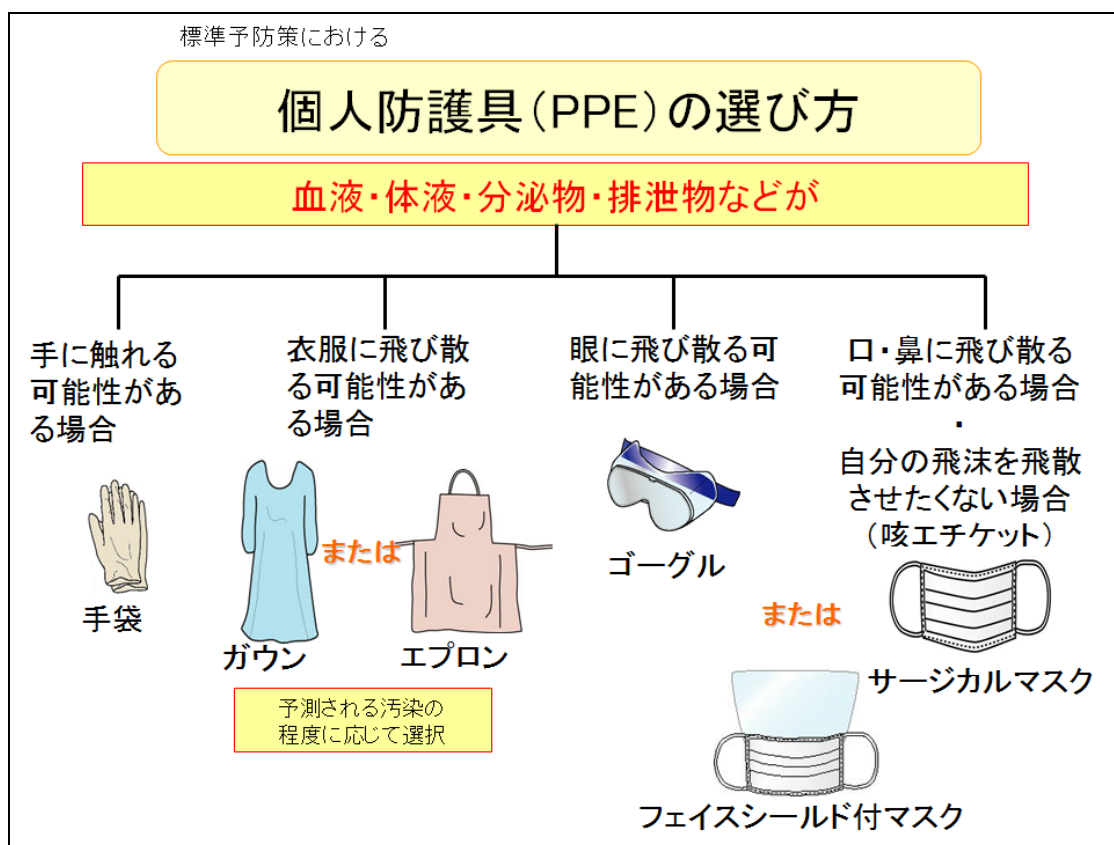 標準予防策における
個人防護具（PPE）の選び方
血液・体液・分泌物・排泄物などが
手に触れる
可能性があ
る場合
衣服に飛び散
る可能性があ
る場合
眼に飛び散る可
能性がある場合
口・鼻に飛び散る
可能性がある場合
・
自分の飛沫を飛散
させたくない場合
（咳エチケット）
手袋
または
ガウン
エプロン
予測される汚染の
程度に応じて選択
ゴーグル
または
サージカルマスク
フェイスシールド付マスク